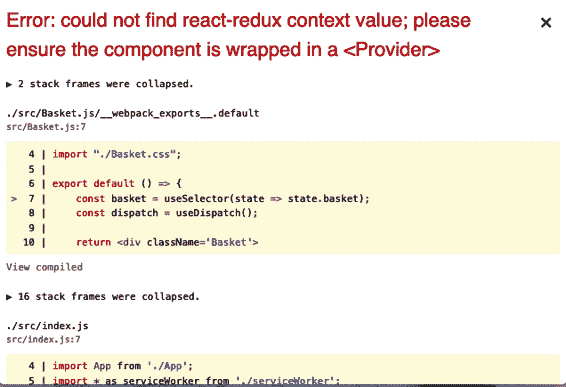 Error: could not find react-redux context value; please
ensure the component is wrapped in a <Provider>
×
▶ 2 stack frames were collapsed.
./src/Basket.js/__webpack_exports__.default
src/Basket.js:7
4 | import "./Basket.css";
5 |
6 | export default () => {
> 7 | const basket = useSelector(state => state.basket);
8 | const dispatch = useDispatch();
9 |
10 | return <div className='Basket'>
View compiled
▶ 16 stack frames were collapsed.
./src/index.js
src/index.js:7
4 | import App from './App';
5 | import * as serviceWorker from './serviceWorker';